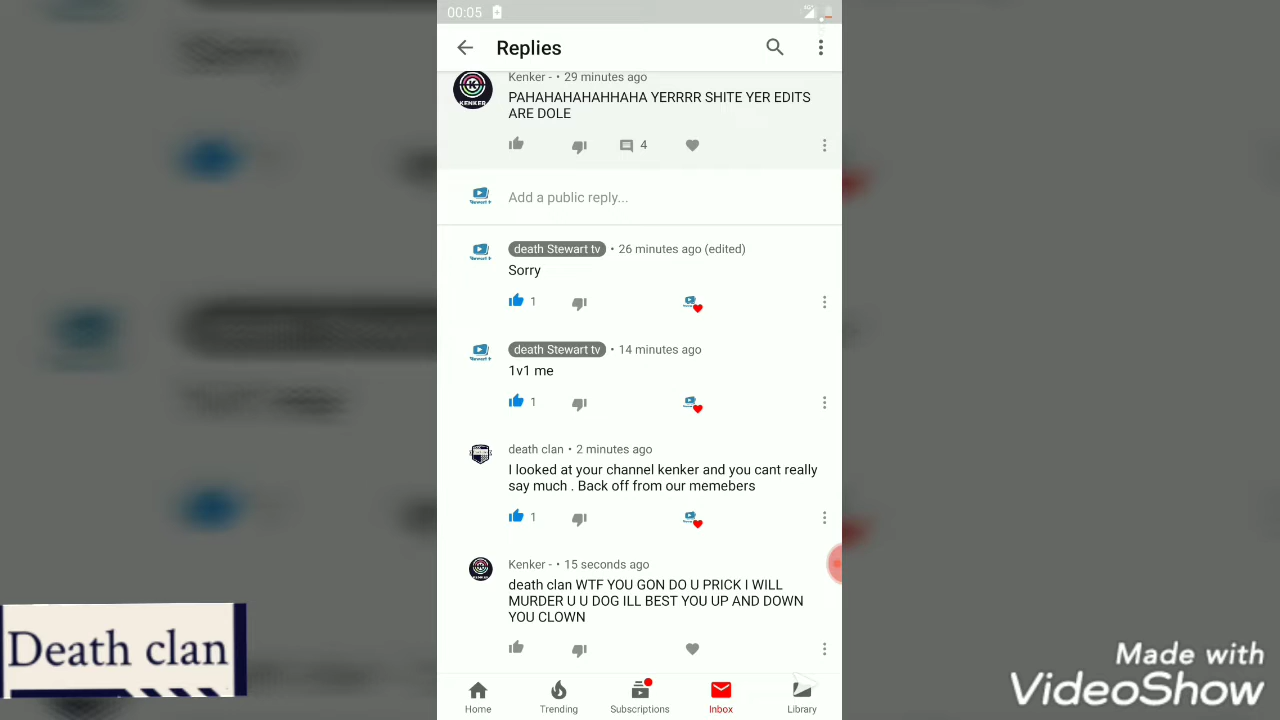 00:05
4G
Replies
Kenker - • 29 minutes ago
PAHAHAHAHAHHAHA YERRRR SHITE YER EDITS
ARE DOLE
4
Add a public reply...
death Stewart tv • 26 minutes ago (edited)
Sorry
1
death Stewart tv • 14 minutes ago
1v1 me
1
death clan • 2 minutes ago
I looked at your channel kenker and you cant really
say much . Back off from our memebers
1
Kenker - • 15 seconds ago
death clan WTF YOU GON DO U PRICK I WILL
MURDER U U DOG ILL BEST YOU UP AND DOWN
YOU CLOWN
Home
Trending
Subscriptions
Inbox
Library
Death clan
Made with
VideoShow
KENKER